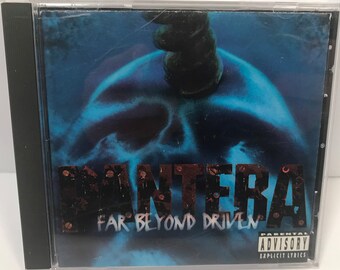 PANTERA
FAR BEYOND DRIVEN
PARENTAL
ADVISORY
EXPLICIT LYRICS